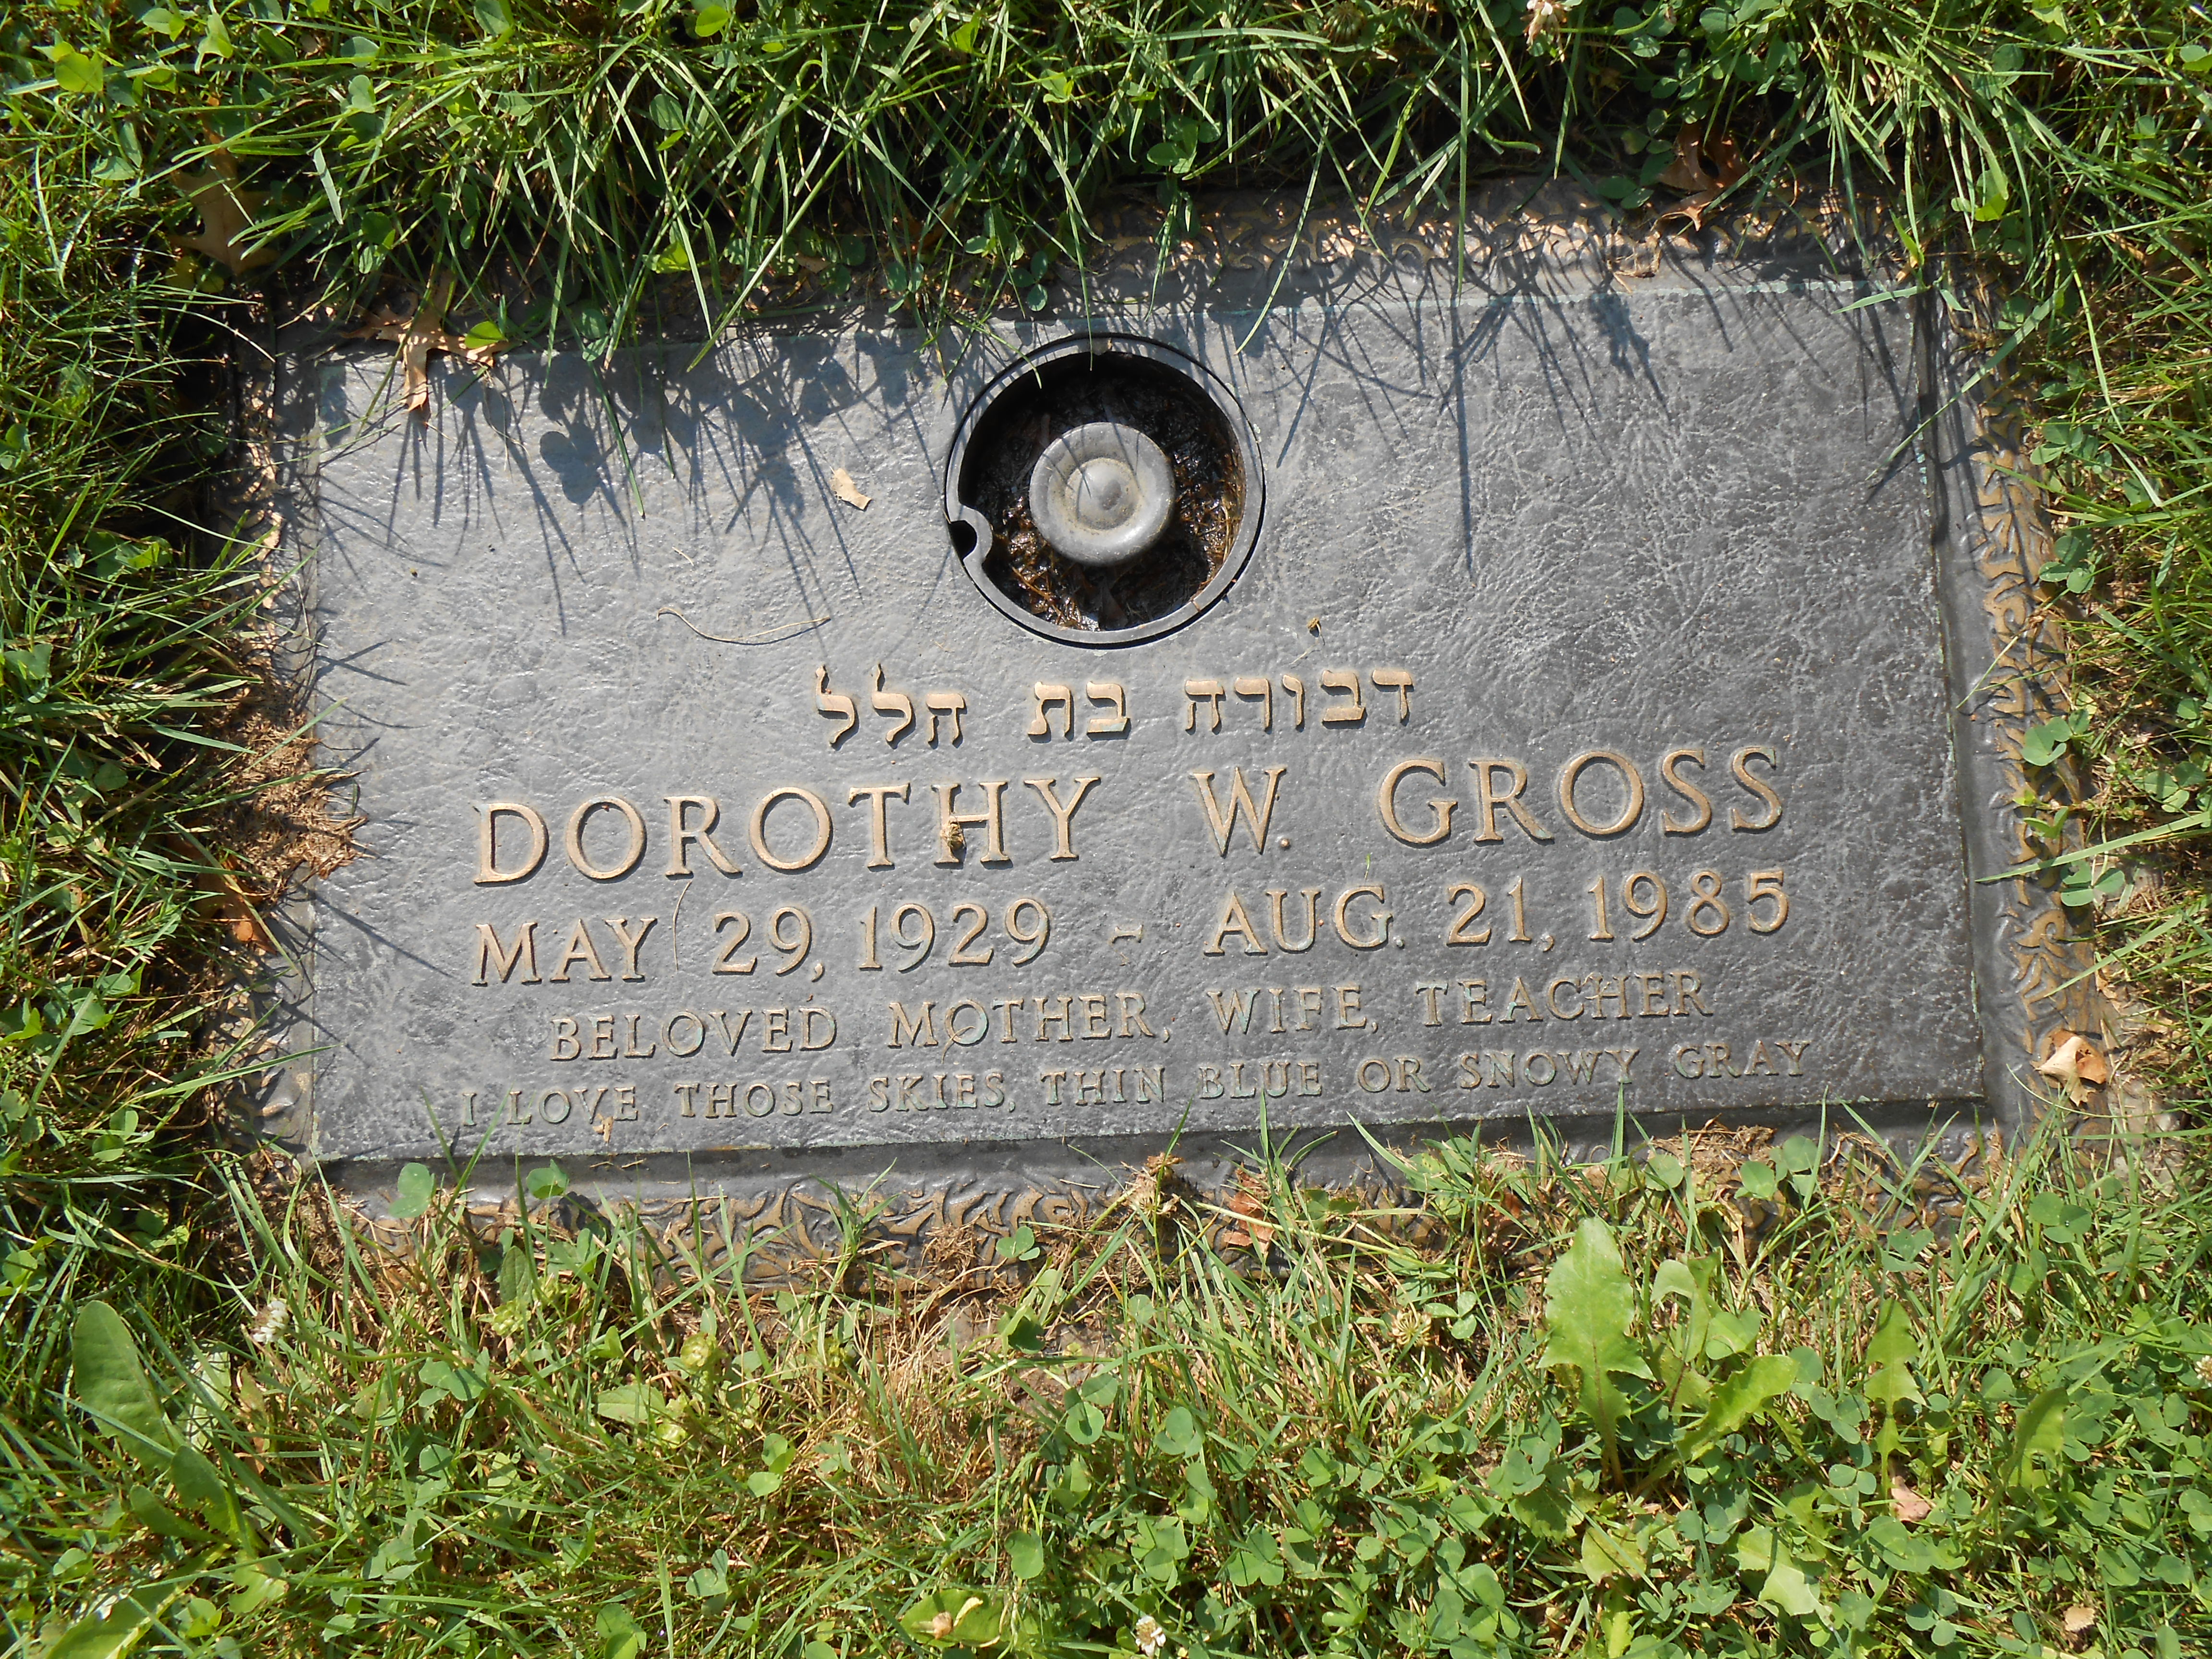 דבורה בת הלל
DOROTHY W. GROSS
MAY 29, 1929 - AUG. 21, 1985
BELOVED MOTHER, WIFE, TEACHER
I LOVE THOSE SKIES, THIN BLUE OR SNOWY GRAY